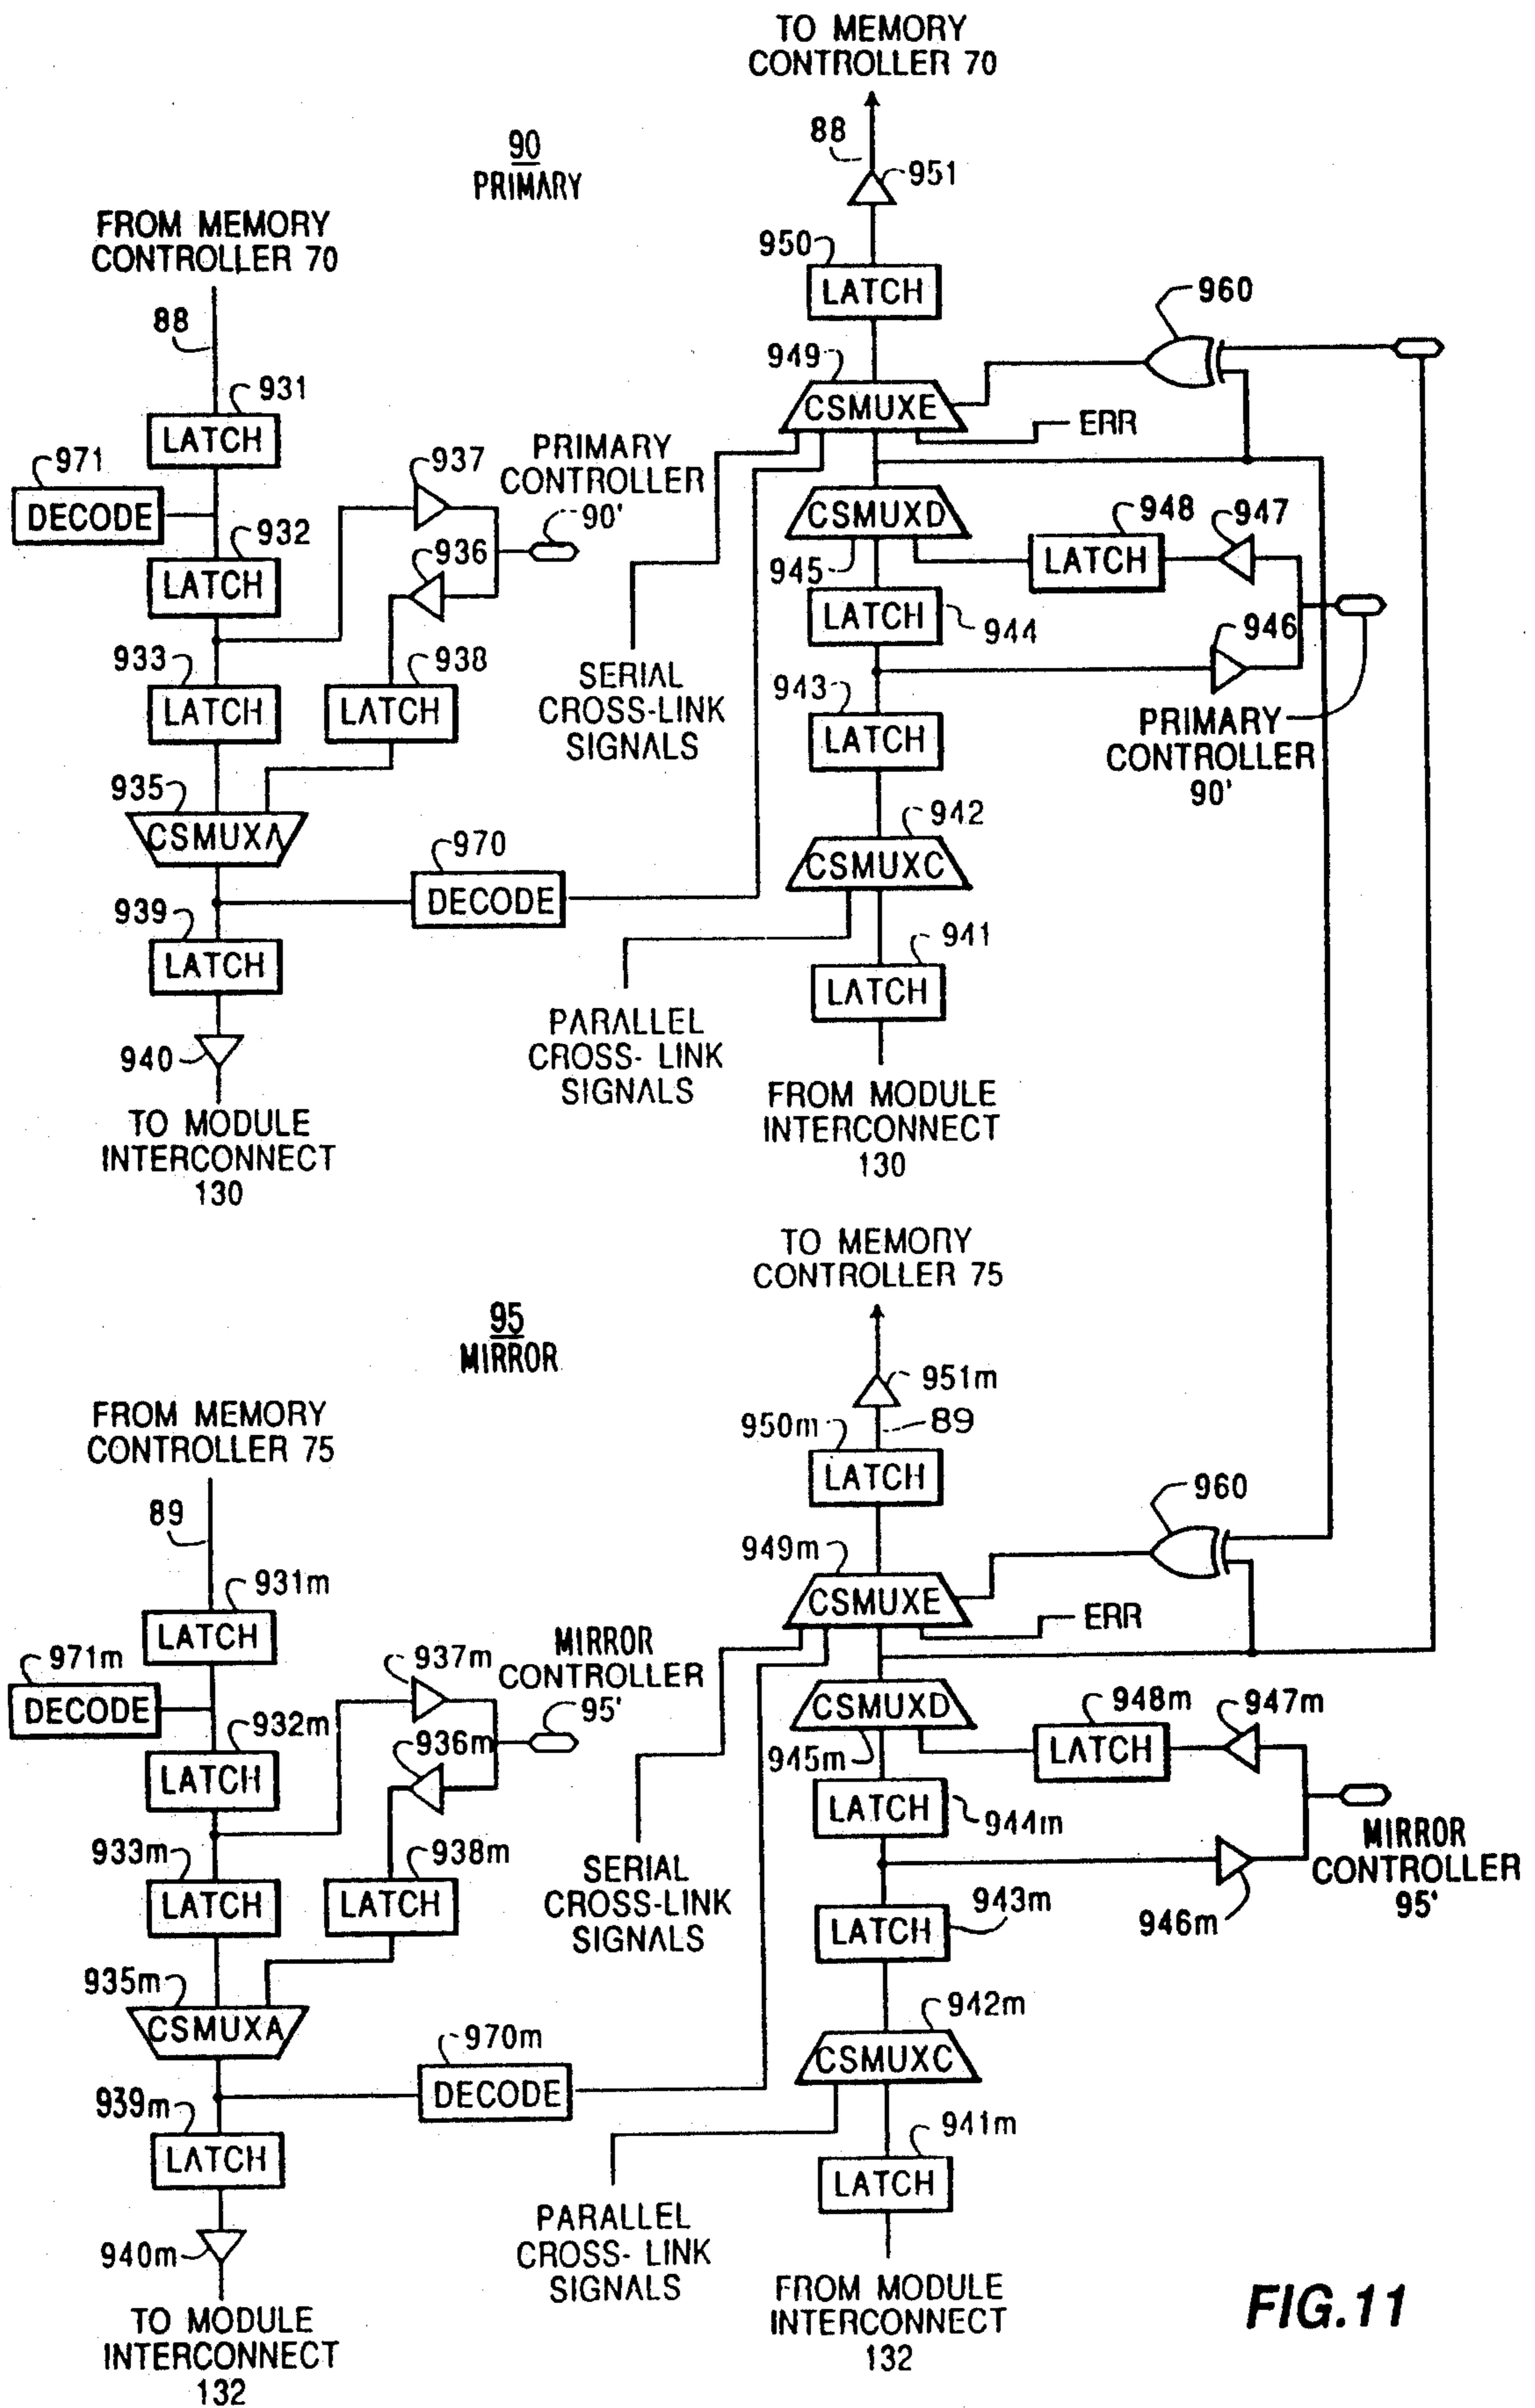 TO MEMORY
CONTROLLER 70
88
951
90
PRIMARY
FROM MEMORY
CONTROLLER 70
950
LATCH
960
88
949
931
CSMUXE
LATCH
ERR
971
937
PRIMARY
CONTROLLER
90'
DECODE
CSMUXD
948
947
932
936
945
LATCH
LATCH
LATCH
944
946
933
938
SERIAL
CROSS-LINK
SIGNALS
943
LATCH
LATCH
LATCH
PRIMARY
CONTROLLER
90'
935
CSMUXA
970
942
DECODE
CSMUXC
939
941
LATCH
LATCH
PARALLEL
CROSS- LINK
SIGNALS
940
TO MODULE
INTERCONNECT
130
FROM MODULE
INTERCONNECT
130
TO MEMORY
CONTROLLER 75
95
MIRROR
951m
FROM MEMORY
CONTROLLER 75
950m
89
LATCH
960
89
949m
931m
CSMUXE
LATCH
ERR
971m
937m
MIRROR
CONTROLLER
95'
DECODE
CSMUXD
948m
947m
932m
936m
945m
LATCH
LATCH
LATCH
944m
933m
938m
SERIAL
CROSS-LINK
SIGNALS
MIRROR
CONTROLLER
95'
LATCH
LATCH
943m
LATCH
946m
935m
CSMUXA
970m
942m
DECODE
CSMUXC
939m
941m
LATCH
LATCH
PARALLEL
CROSS- LINK
SIGNALS
940m
TO MODULE
INTERCONNECT
132
FROM MODULE
INTERCONNECT
132
FIG.11